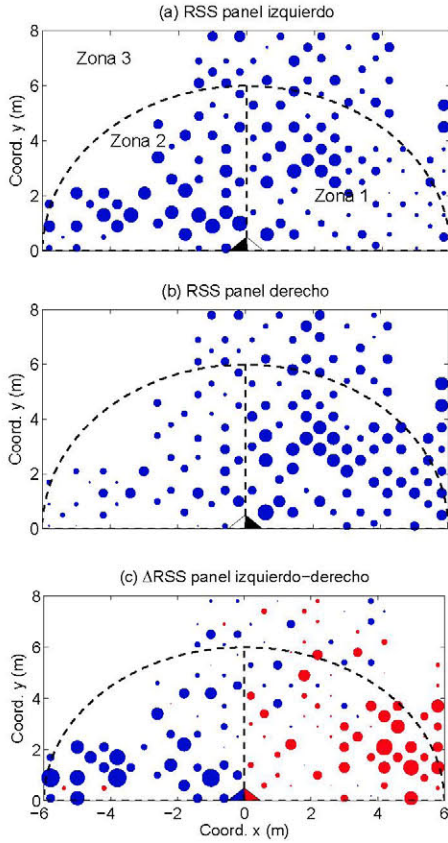 (a) RSS panel izquierdo
8
6
4
2
0
Coord. y (m)
Zona 3
Zona 2
Zona 1
(b) RSS panel derecho
8
6
4
2
0
Coord. y (m)
(c) ΔRSS panel izquierdo-derecho
8
6
4
2
0
Coord. y (m)
−6 −4 −2 0 2 4 6
Coord. x (m)